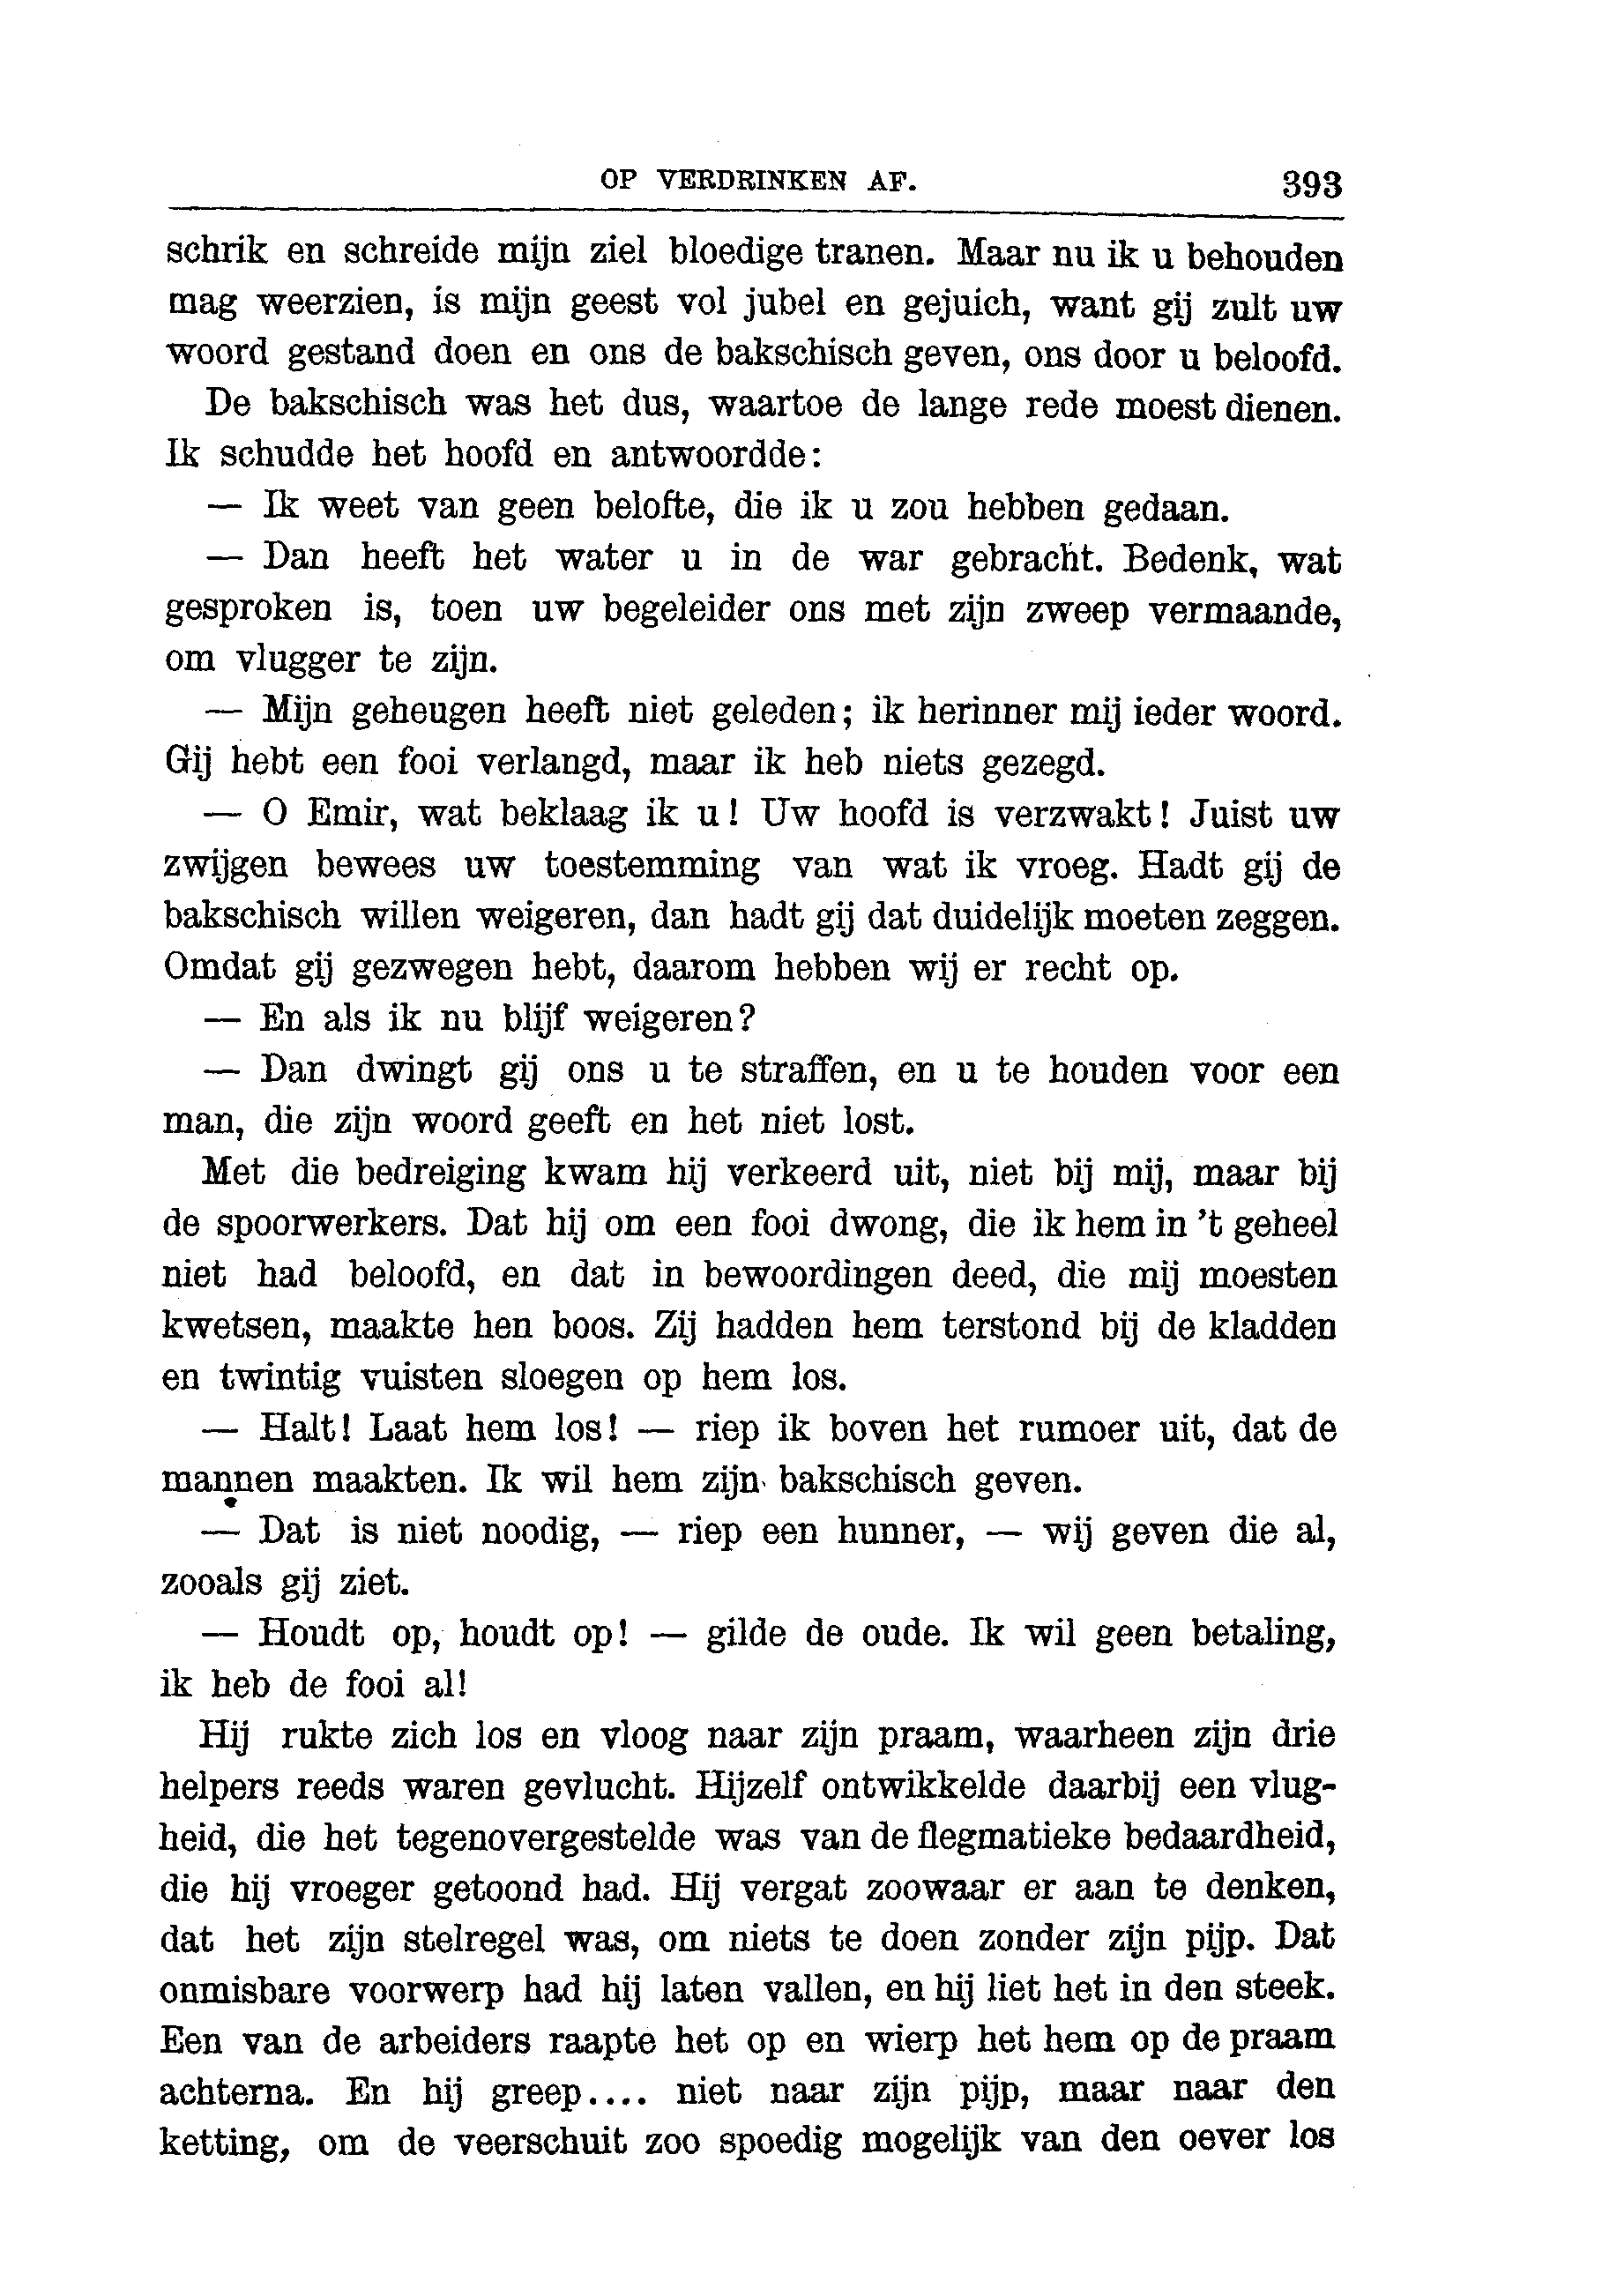 OP VERDRINKEN AF. 393
schrik en schreide mijn ziel bloedige tranen. Maar nu ik u behouden
mag weerzien, is mijn geest vol jubel en gejuich, want gij zult uw
woord gestand doen en ons de bakschisch geven, ons door u beloofd.
De bakschisch was het dus, waartoe de lange rede moest dienen.
Ik schudde het hoofd en antwoordde:
— Ik weet van geen belofte, die ik u zou hebben gedaan.
— Dan heeft het water u in de war gebracht. Bedenk, wat
gesproken is, toen uw begeleider ons met zijn zweep vermaande,
om vlugger te zijn.
— Mijn geheugen heeft niet geleden; ik herinner mij ieder woord.
Gij hebt een fooi verlangd, maar ik heb niets gezegd.
— O Emir, wat beklaag ik u! Uw hoofd is verzwakt! Juist uw
zwijgen bewees uw toestemming van wat ik vroeg. Hadt gij de
bakschisch willen weigeren, dan hadt gij dat duidelijk moeten zeggen.
Omdat gij gezwegen hebt, daarom hebben wij er recht op.
— En als ik nu blijf weigeren?
— Dan dwingt gij ons u te straffen, en u te houden voor een
man, die zijn woord geeft en het niet lost.
Met die bedreiging kwam hij verkeerd uit, niet bij mij, maar bij
de spoorwerkers. Dat hij om een fooi dwong, die ik hem in 't geheel
niet had beloofd, en dat in bewoordingen deed, die mij moesten
kwetsen, maakte hen boos. Zij hadden hem terstond bij de kladden
en twintig vuisten sloegen op hem los.
— Halt! Laat hem los! — riep ik boven het rumoer uit, dat de
mannen maakten. Ik wil hem zijn bakschisch geven.
— Dat is niet noodig, — riep een hunner, — wij geven die al,
zooals gij ziet.
— Houdt op, houdt op! — gilde de oude. Ik wil geen betaling,
ik heb de fooi al!
Hij rukte zich los en vloog naar zijn praam, waarheen zijn drie
helpers reeds waren gevlucht. Hijzelf ontwikkelde daarbij een vlug-
heid, die het tegenovergestelde was van de flegmatieke bedaardheid,
die hij vroeger getoond had. Hij vergat zoowaar er aan te denken,
dat het zijn stelregel was, om niets te doen zonder zijn pijp. Dat
onmisbare voorwerp had hij laten vallen, en hij liet het in den steek.
Een van de arbeiders raapte het op en wierp het hem op de praam
achterna. En hij greep.... niet naar zijn pijp, maar naar den
ketting, om de veerschuit zoo spoedig mogelijk van den oever los